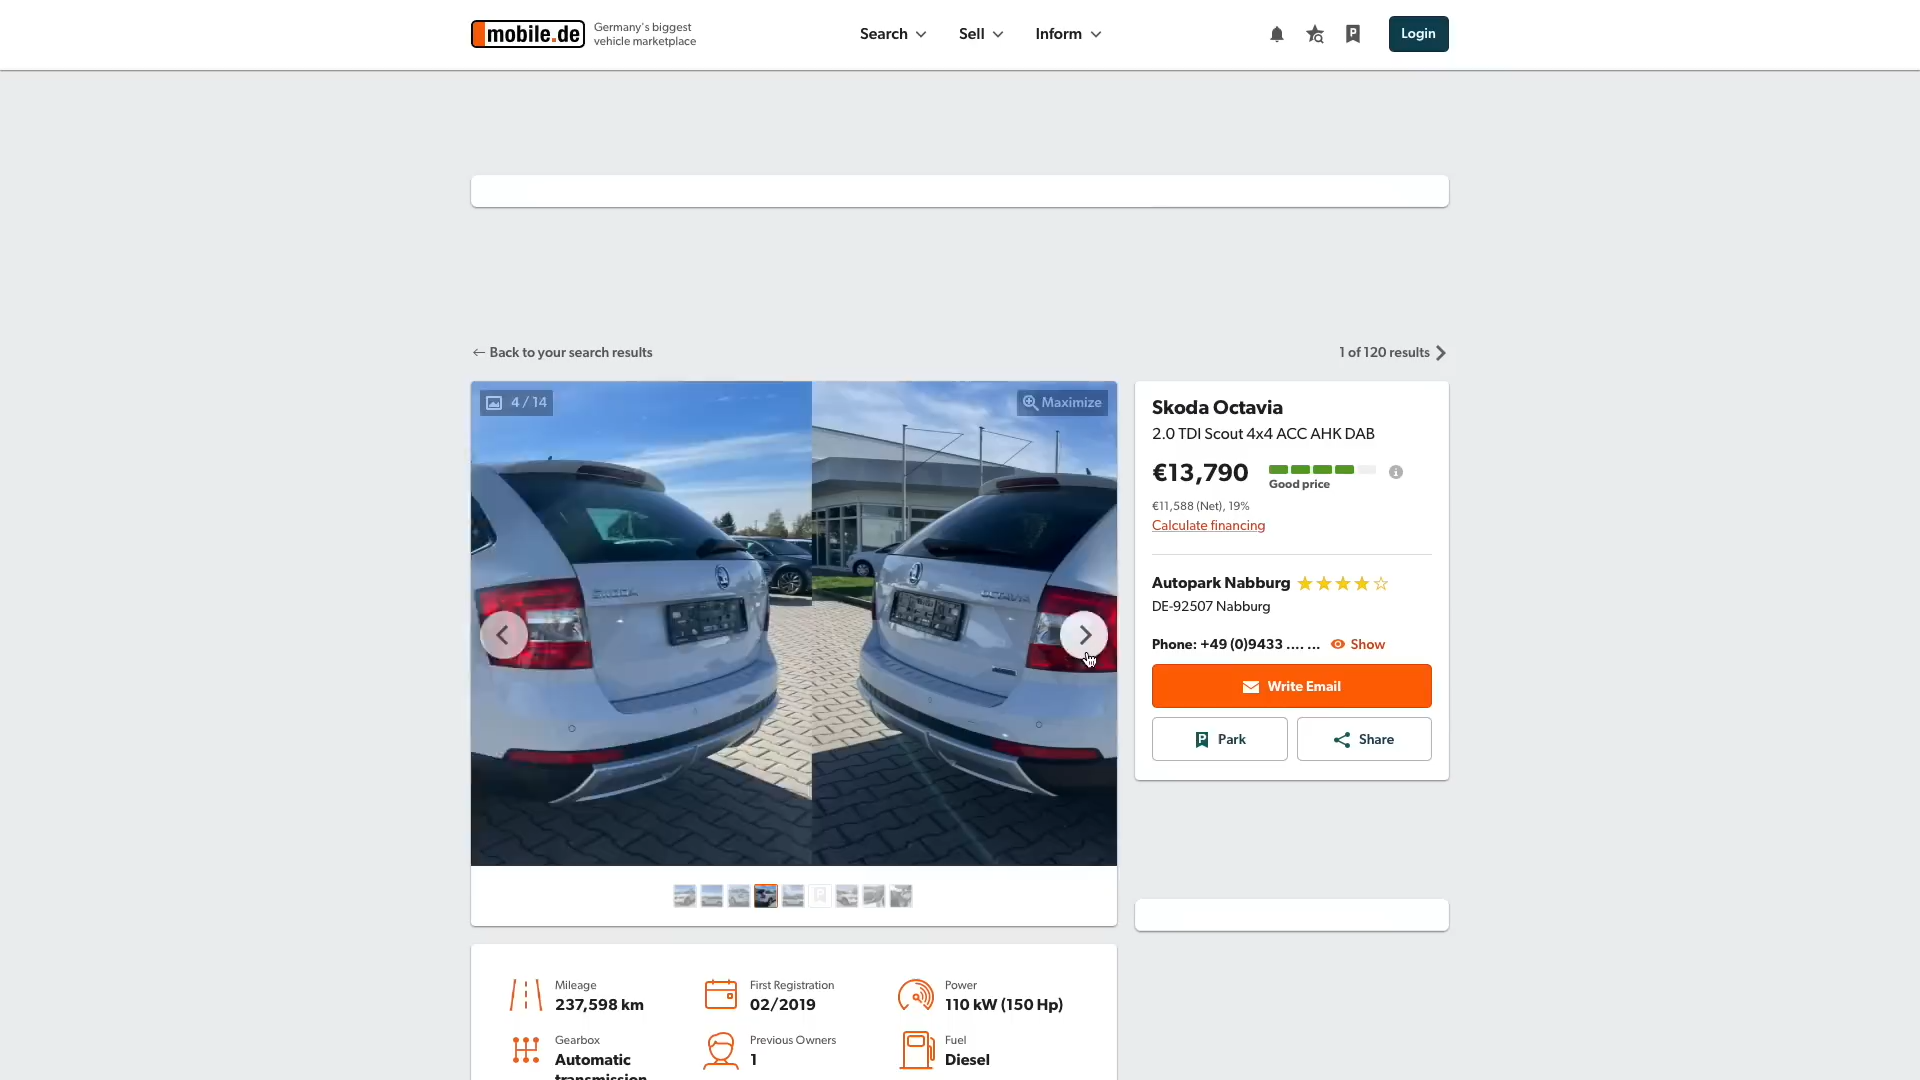 mobile.de
Germany's biggest
vehicle marketplace
Search
Sell
Inform
Login
← Back to your search results
1 of 120 results
4 / 14
Maximize
SKODA
OCTAVIA
Skoda Octavia
2.0 TDI Scout 4x4 ACC AHK DAB
€13,790
Good price
€11,588 (Net), 19%
Calculate financing
Autopark Nabburg
DE-92507 Nabburg
Phone: +49 (0)9433 .... ... Show
Write Email
Park
Share
Mileage
237,598 km
First Registration
02/2019
Power
110 kW (150 Hp)
Gearbox
Automatic
transmission
Previous Owners
1
Fuel
Diesel